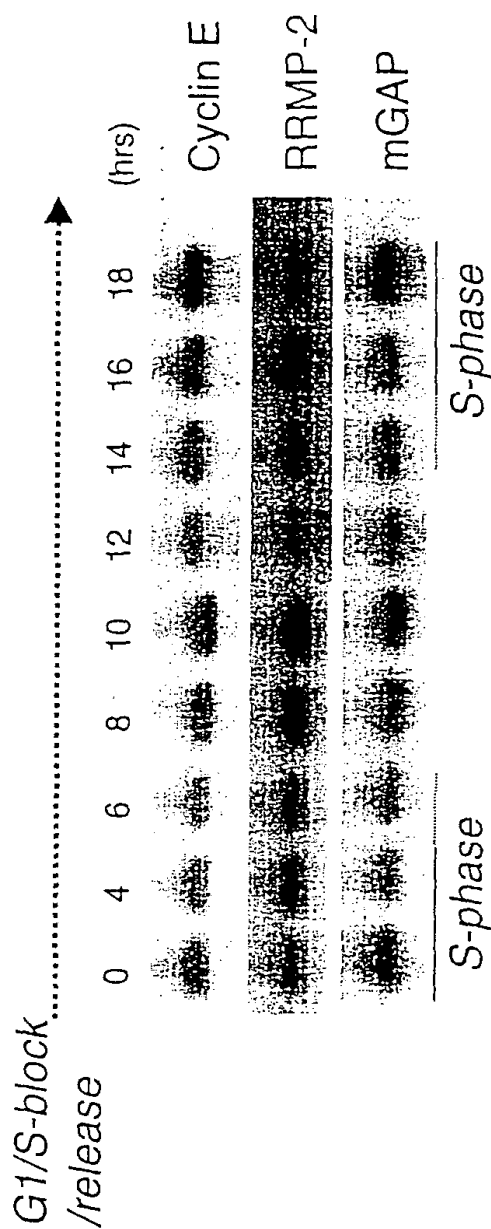 G1/S-block
/release
0 4 6 8 10 12 14 16 18 (hrs)
Cyclin E
RRMP-2
mGAP
S-phase S-phase